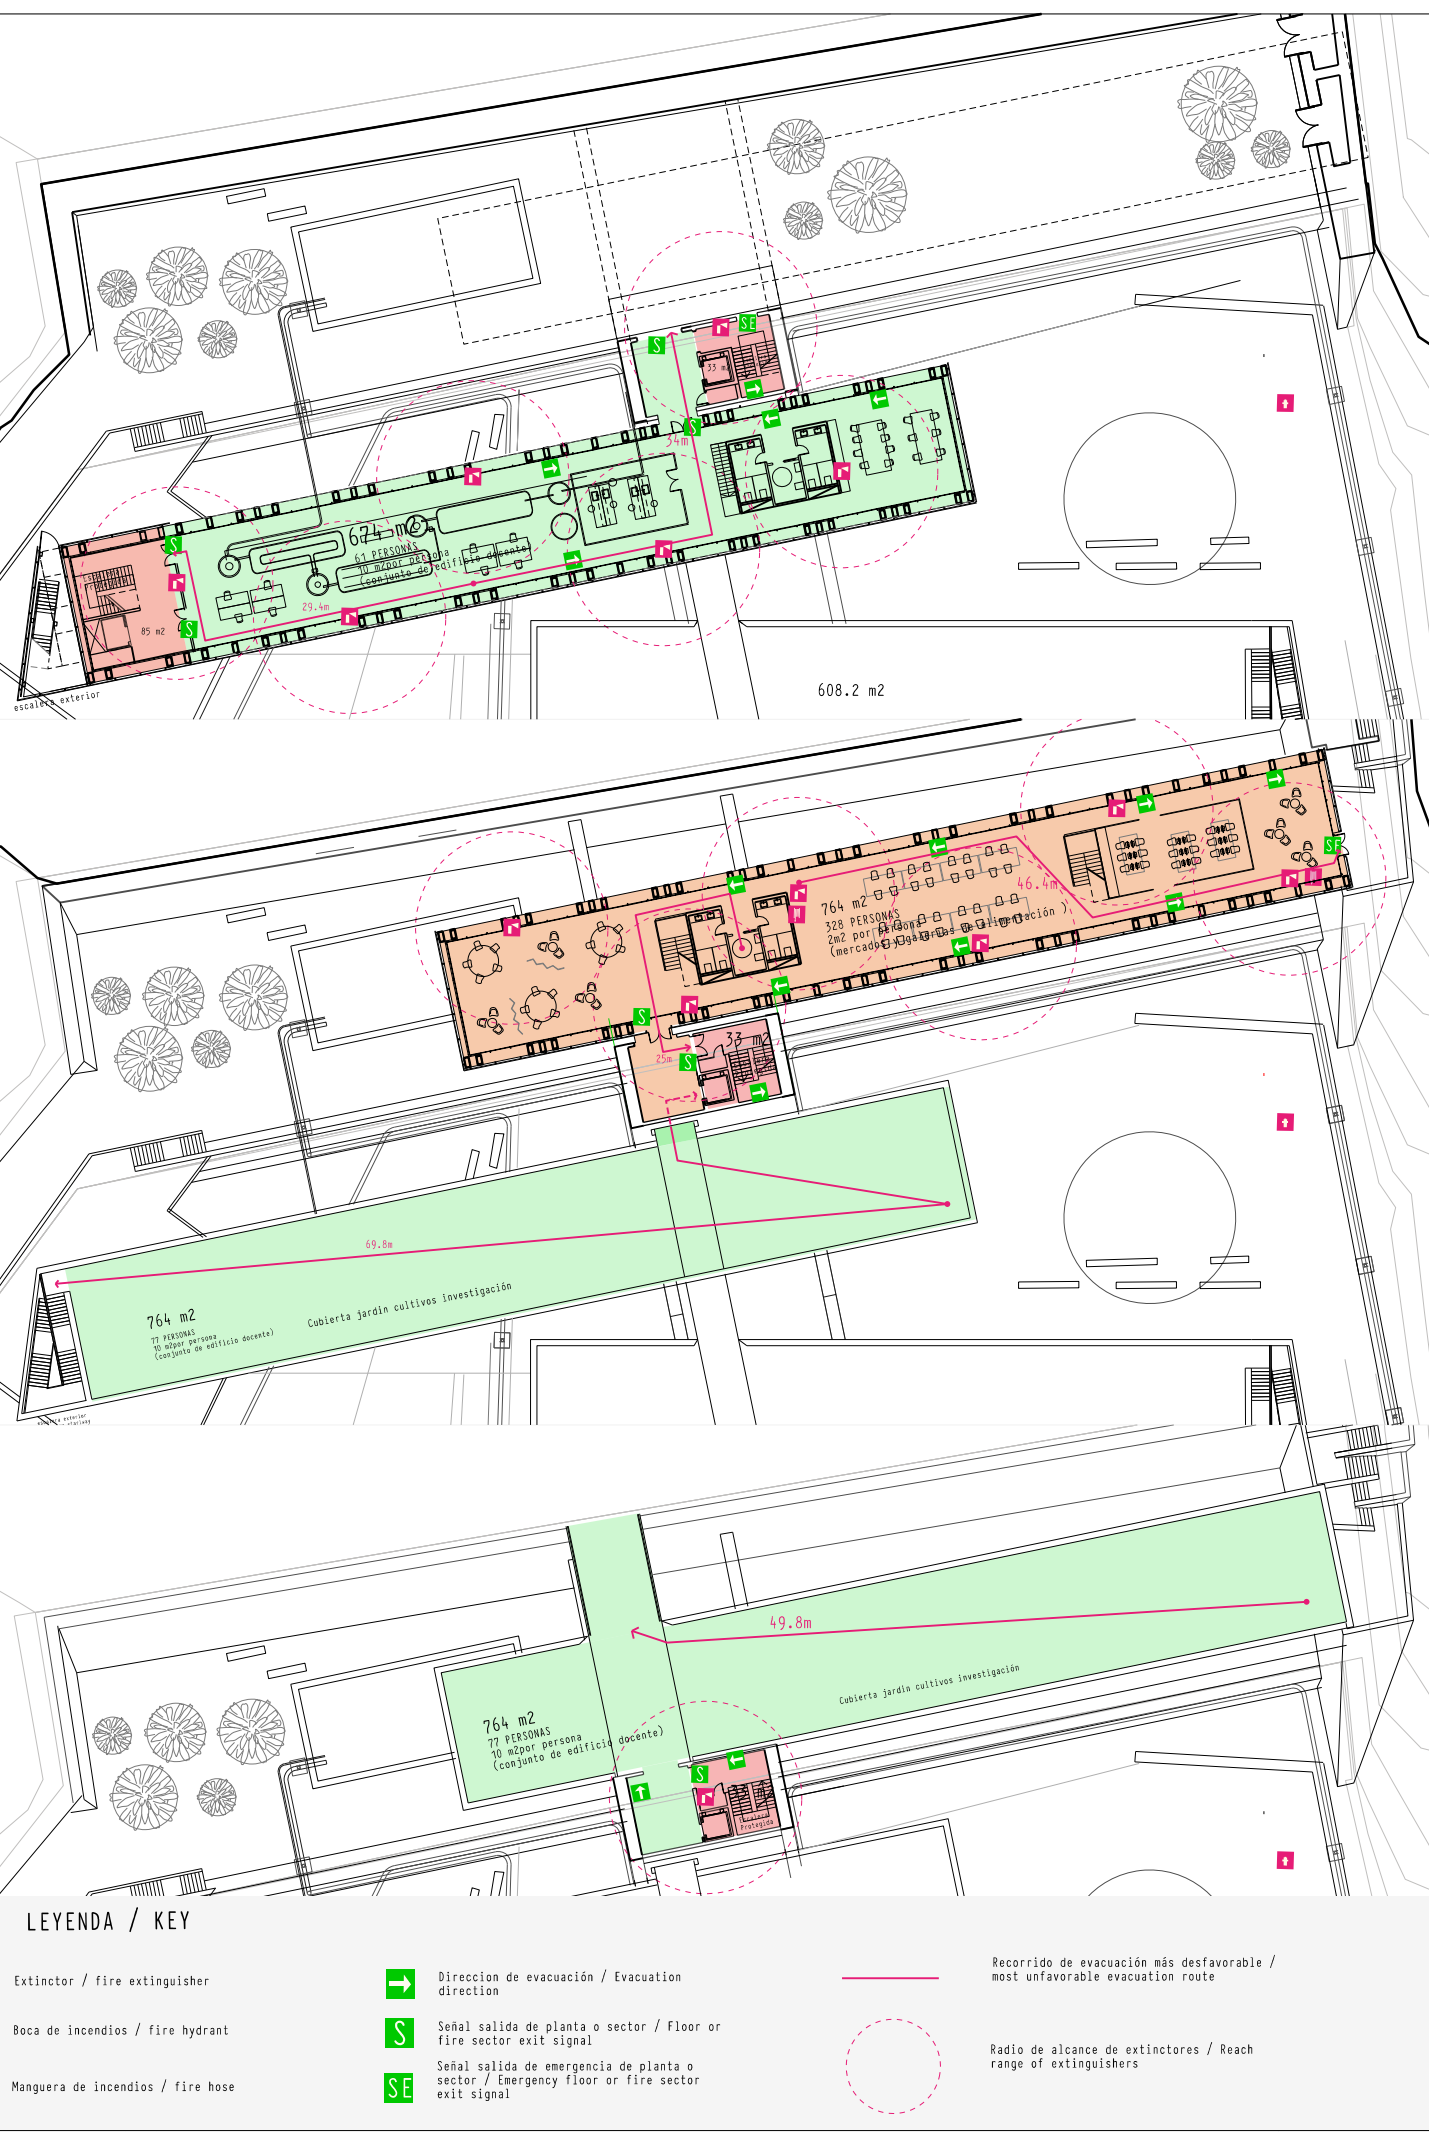 SE
S
33 m
S
34m
674 m2
61 PERSONAS
10 m2por persona
(conjunto de edificio docente)
S
29.4m
85 m2
S
escalera exterior
608.2 m2
SE
46.4m
764 m2
328 PERSONAS
2m2 por persona
(mercados y galerías de alimentación )
S
33 m2
25m
S
69.8m
764 m2
77 PERSONAS
10 m2por persona
(conjunto de edificio docente)
Cubierta jardín cultivos investigación
49.8m
Cubierta jardín cultivos investigación
764 m2
77 PERSONAS
10 m2por persona
(conjunto de edificio docente)
S
Escalera
Protegida
LEYENDA / KEY
Extintor / fire extinguisher
Boca de incendios / fire hydrant
Manguera de incendios / fire hose
Direccion de evacuación / Evacuation
direction
S
Señal salida de planta o sector / Floor or
fire sector exit signal
SE
Señal salida de emergencia de planta o
sector / Emergency floor or fire sector
exit signal
Recorrido de evacuación más desfavorable /
most unfavorable evacuation route
Radio de alcance de extinctores / Reach
range of extinguishers